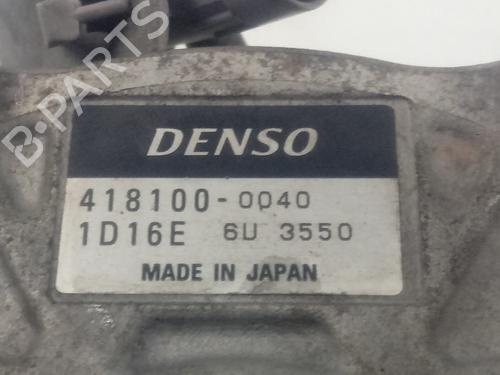 B-PARTS
DENSO
418100-0040
1D16E 6U 3550
MADE IN JAPAN